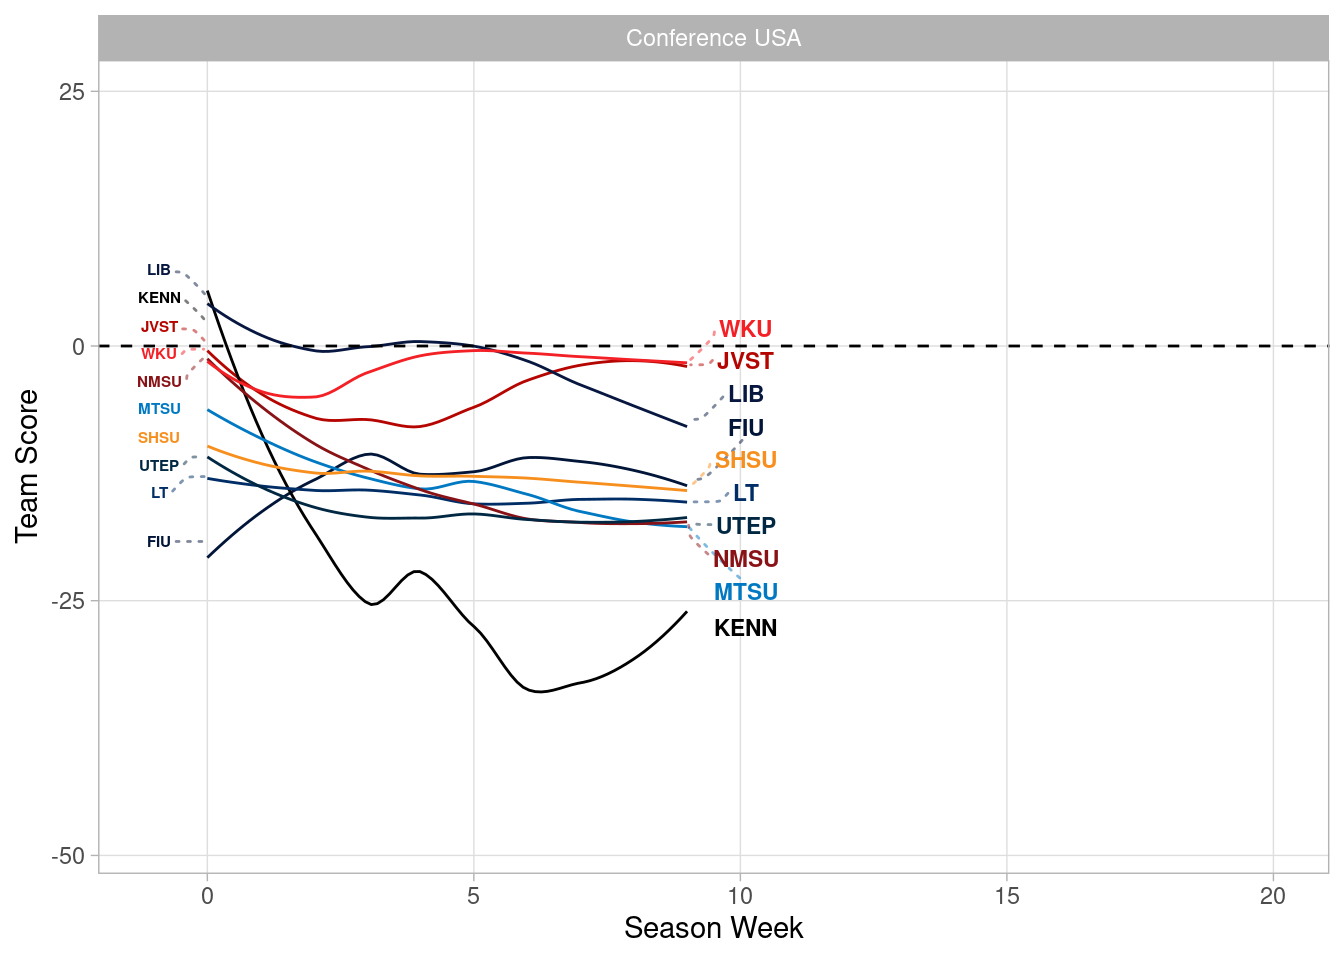 Conference USA
25
0
-25
-50
Team Score
LIB
KENN
JVST
WKU
NMSU
MTSU
SHSU
UTEP
LT
FIU
WKU
JVST
LIB
FIU
SHSU
LT
UTEP
NMSU
MTSU
KENN
0 5 10 15 20
Season Week